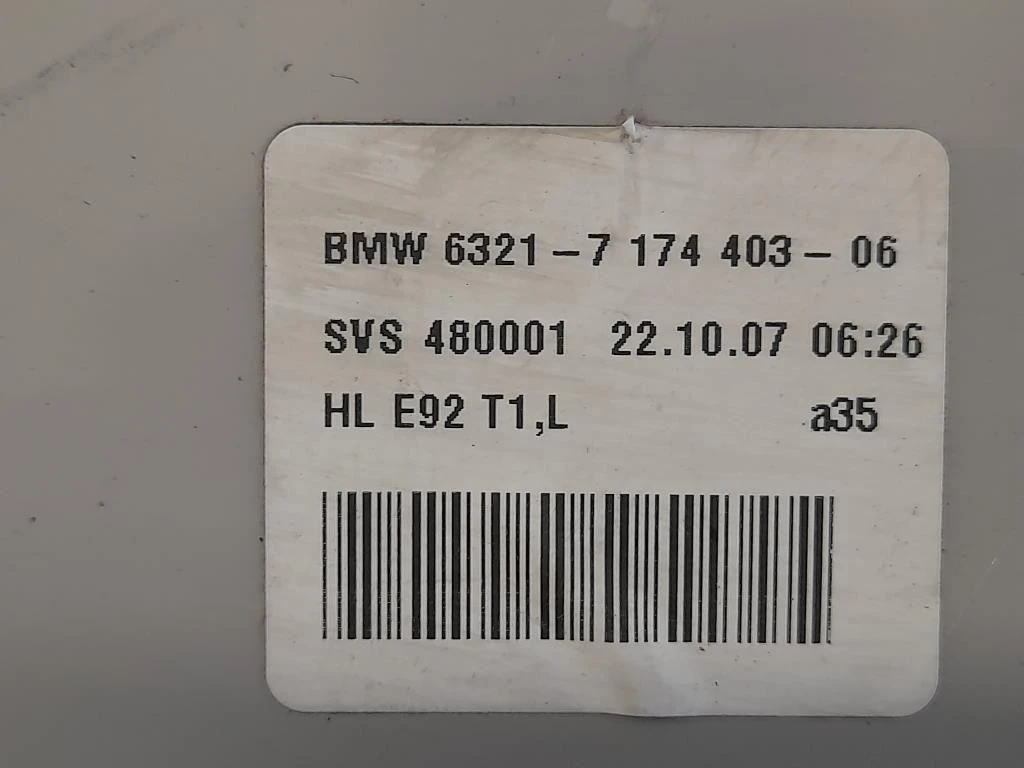 BMW 6321-7 174 403- 06
SVS 480001 22.10.07 06:26
HL E92 T1,L a35